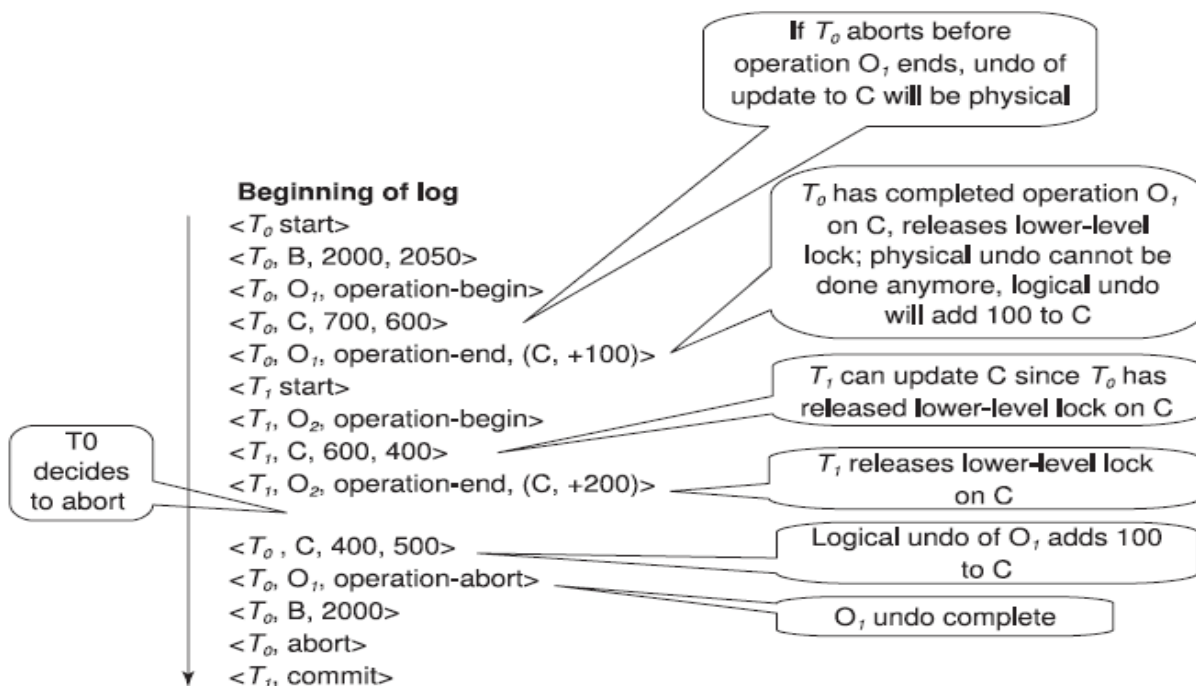 If T₀ aborts before
operation O₁ ends, undo of
update to C will be physical
Beginning of log
<T₀ start>
<T₀, B, 2000, 2050>
<T₀, O₁, operation-begin>
<T₀, C, 700, 600>
<T₀, O₁, operation-end, (C, +100)>
<T₁ start>
<T₁, O₂, operation-begin>
<T₁, C, 600, 400>
<T₁, O₂, operation-end, (C, +200)>
<T₀ , C, 400, 500>
<T₀, O₁, operation-abort>
<T₀, B, 2000>
<T₀, abort>
<T₁, commit>
T0
decides
to abort
T₀ has completed operation O₁
on C, releases lower-level
lock; physical undo cannot be
done anymore, logical undo
will add 100 to C
T₁ can update C since T₀ has
released lower-level lock on C
T₁ releases lower-level lock
on C
Logical undo of O₁ adds 100
to C
O₁ undo complete